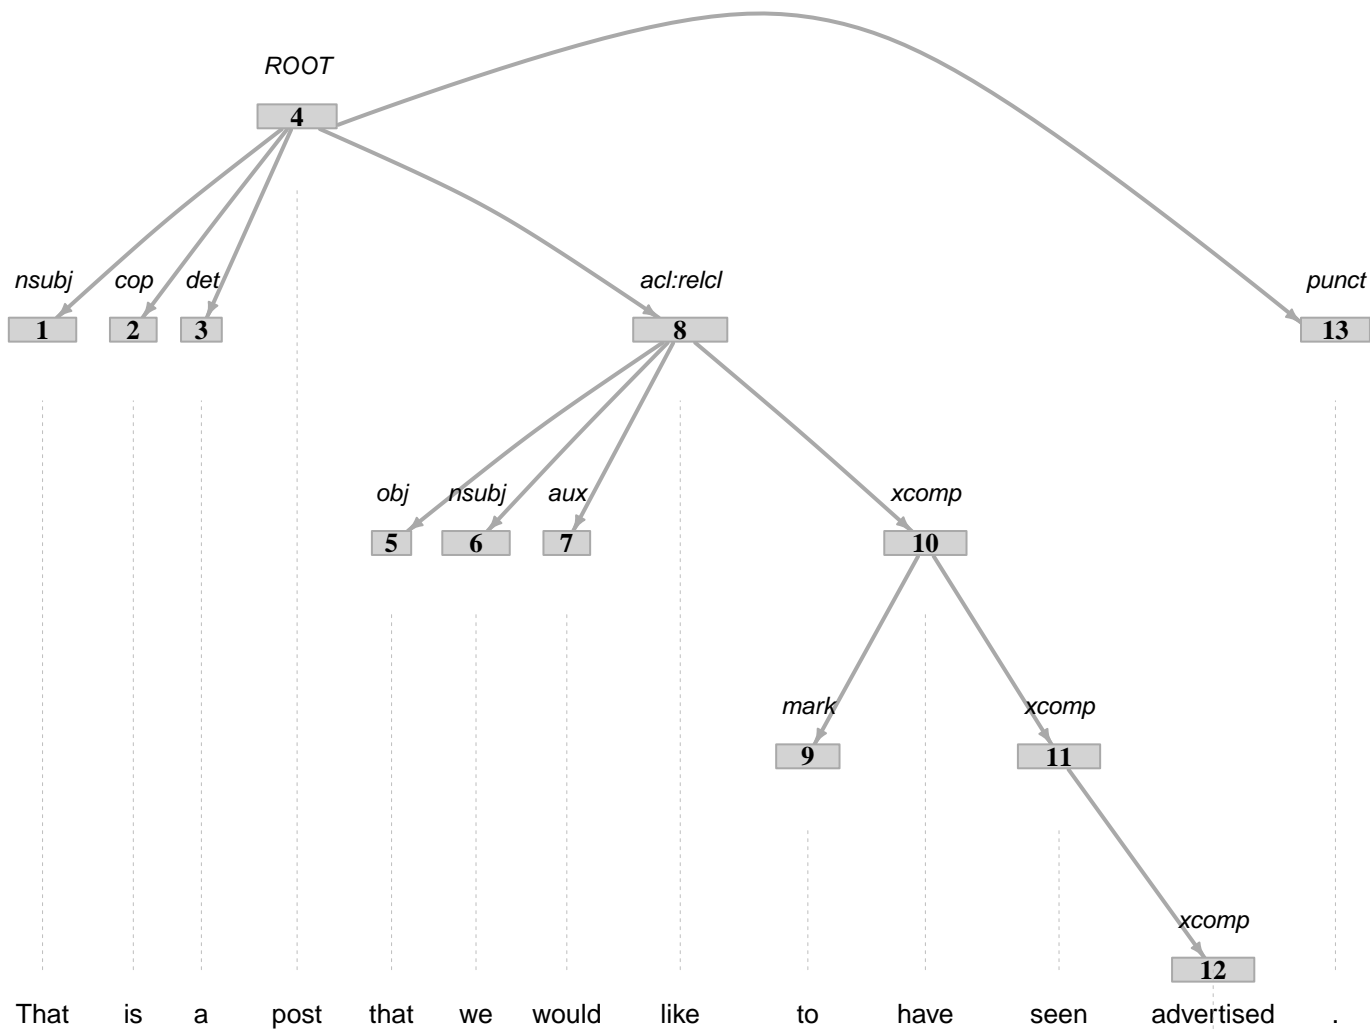 ROOT
4
nsubj cop det acl:relcl punct
1 2 3 8 13
obj nsubj aux xcomp
5 6 7 10
mark xcomp
9 11
xcomp
12
That is a post that we would like to have seen advertised .